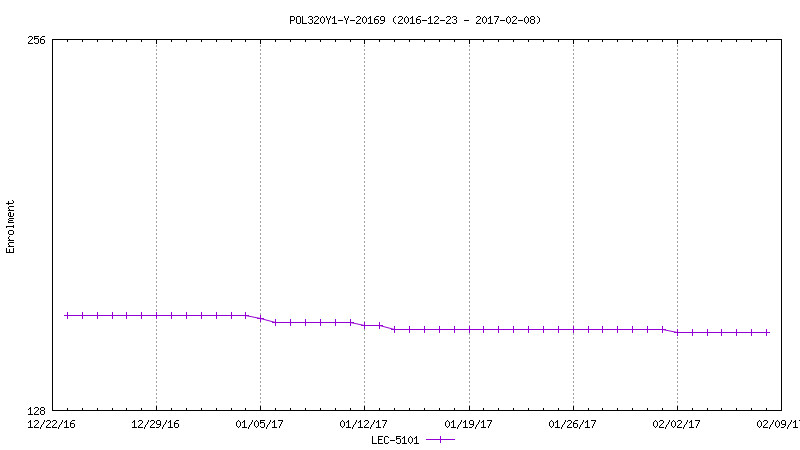 POL320Y1-Y-20169 (2016-12-23 - 2017-02-08)
256
Enrolment
128
12/22/16 12/29/16 01/05/17 01/12/17 01/19/17 01/26/17 02/02/17 02/09/1
LEC-5101